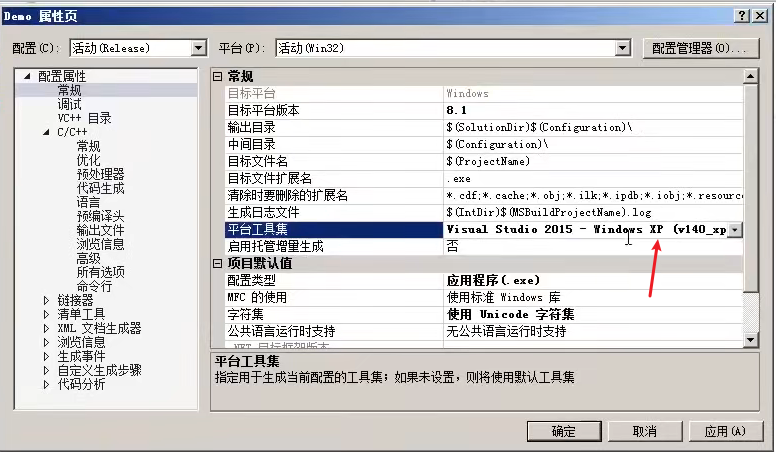 Demo 属性页
配置(C): 活动(Release) 平台(P): 活动(Win32) 配置管理器(O)...
配置属性
常规
调试
VC++ 目录
C/C++
常规
优化
预处理器
代码生成
语言
预编译头
输出文件
浏览信息
高级
所有选项
命令行
链接器
清单工具
XML 文档生成器
浏览信息
生成事件
自定义生成步骤
代码分析
常规
目标平台 Windows
目标平台版本 8.1
输出目录 $(SolutionDir)$(Configuration)\
中间目录 $(Configuration)\
目标文件名 $(ProjectName)
目标文件扩展名 .exe
清除时要删除的扩展名 *.cdf;*.cache;*.obj;*.ilk;*.ipdb;*.iobj;*.resourc
生成日志文件 $(IntDir)$(MSBuildProjectName).log
平台工具集 Visual Studio 2015 - Windows XP (v140_xp
启用托管增量生成 否
项目默认值
配置类型 应用程序(.exe)
MFC 的使用 使用标准 Windows 库
字符集 使用 Unicode 字符集
公共语言运行时支持 无公共语言运行时支持
.NET 目标框架版本
平台工具集
指定用于生成当前配置的工具集；如果未设置，则将使用默认工具集
确定 取消 应用(A)